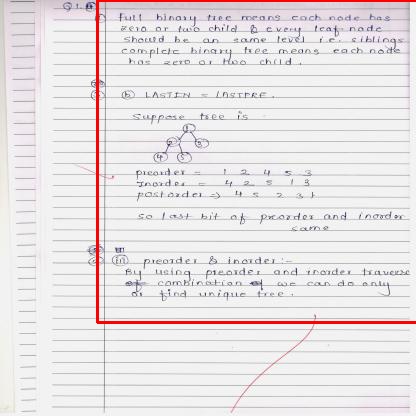 Q 1.
full binary tree means each node has
zero or two child & every leaf node
should be an same level i.e. siblings
complete binary tree means each node
has zero or two child.
(b) LASTIN = LASTPRE.
Suppose tree is
1
2 3
4 5
preorder = 1 2 4 5 3
Inorder = 4 2 5 1 3
postorder => 4 5 2 3 1
so last bit of preorder and inorder
same
(iii) preorder & inorder :-
By using preorder and inorder traverse
combination of we can do only
or find unique tree.